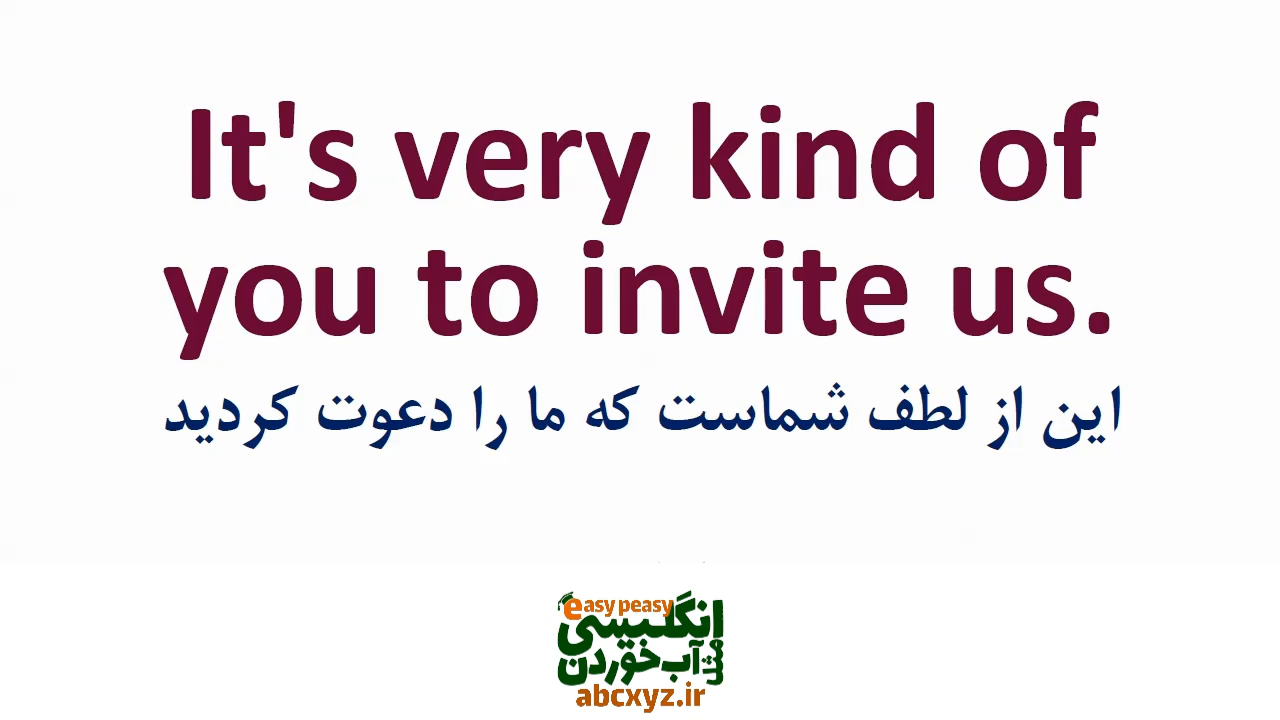 It's very kind of
you to invite us.
این از لطف شماست که ما را دعوت کردید
easy peasy
انگلیسی
مثل آب خوردن
abcxyz.ir